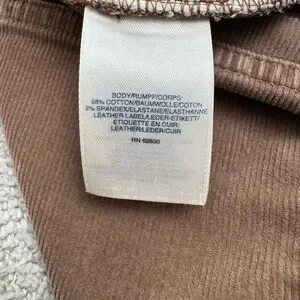 BODY/RUMPF/CORPS:
98% COTTON/BAUMWOLLE/COTON
2% SPANDEX/ELASTANE/ELASTHANNE
LEATHER LABEL/LEDER-ETIKETT/
ETIQUETTE EN CUIR:
LEATHER/LEDER/CUIR
RN 82930